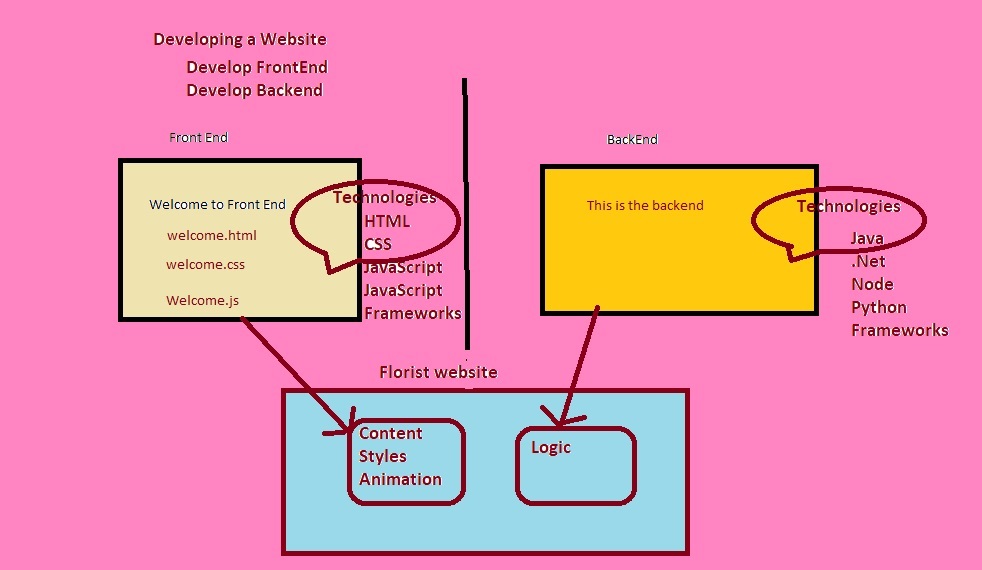 Developing a Website
Develop FrontEnd
Develop Backend
Front End
Welcome to Front End
welcome.html
welcome.css
Welcome.js
Technologies
HTML
CSS
JavaScript
JavaScript
Frameworks
BackEnd
This is the backend
Technologies
Java
.Net
Node
Python
Frameworks
Florist website
Content
Styles
Animation
Logic